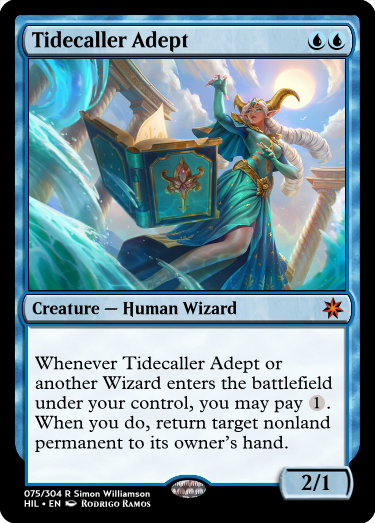 Tidecaller Adept
Creature — Human Wizard
Whenever Tidecaller Adept or
another Wizard enters the battlefield
under your control, you may pay 1.
When you do, return target nonland
permanent to its owner's hand.
2/1
075/304 R Simon Williamson
HIL • EN Rodrigo Ramos